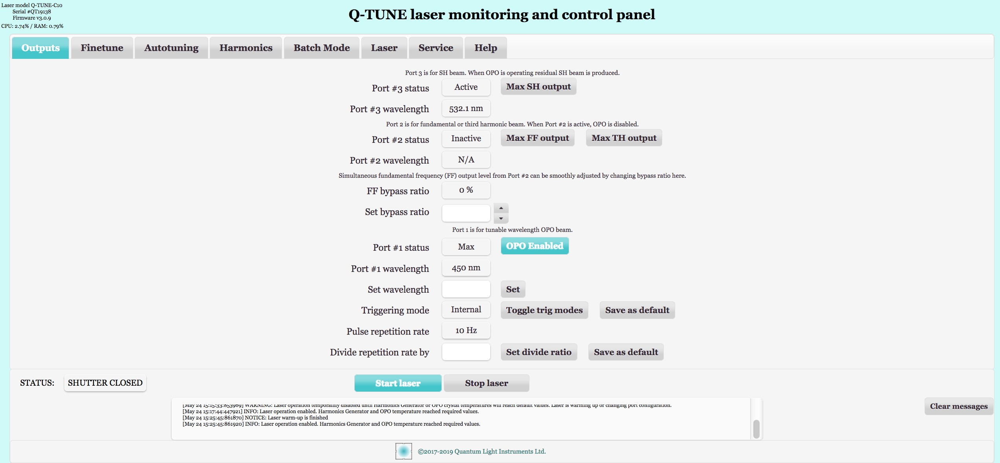 Laser model Q-TUNE-C10
Serial #QT19138
Firmware v3.0.9
CPU: 2.74% / RAM: 0.79%
Q-TUNE laser monitoring and control panel
Outputs Finetune Autotuning Harmonics Batch Mode Laser Service Help
Port 3 is for SH beam. When OPO is operating residual SH beam is produced.
Port #3 status Active Max SH output
Port #3 wavelength 532.1 nm
Port 2 is for fundamental or third harmonic beam. When Port #2 is active, OPO is disabled.
Port #2 status Inactive Max FF output Max TH output
Port #2 wavelength N/A
Simultaneous fundamental frequency (FF) output level from Port #2 can be smoothly adjusted by changing bypass ratio here.
FF bypass ratio 0 %
Set bypass ratio
Port 1 is for tunable wavelength OPO beam.
Port #1 status Max OPO Enabled
Port #1 wavelength 450 nm
Set wavelength Set
Triggering mode Internal Toggle trig modes Save as default
Pulse repetition rate 10 Hz
Divide repetition rate by Set divide ratio Save as default
STATUS: SHUTTER CLOSED Start laser Stop laser
[May 24 15:15:33:853969] WARNING: Laser operation temporarily disabled until Harmonics Generator or OPO crystal temperatures will reach default values. Laser is warming up or changing port configuration.
[May 24 15:17:44:447921] INFO: Laser operation enabled. Harmonics Generator and OPO temperature reached required values.
[May 24 15:25:45:861870] NOTICE: Laser warm-up is finished
[May 24 15:25:45:861920] INFO: Laser operation enabled. Harmonics Generator and OPO temperature reached required values.
Clear messages
©2017-2019 Quantum Light Instruments Ltd.